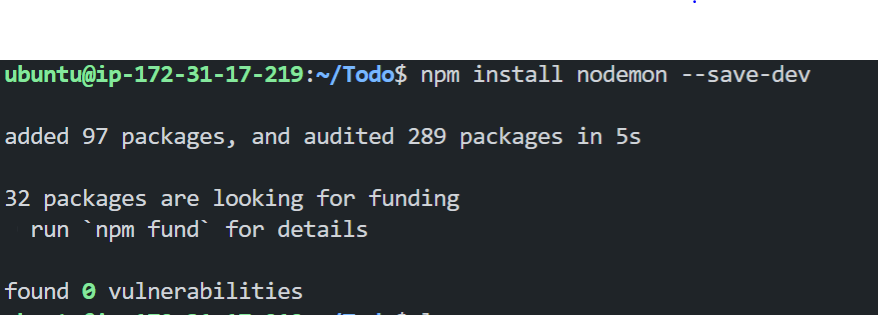 ubuntu@ip-172-31-17-219:~/Todo$ npm install nodemon --save-dev
added 97 packages, and audited 289 packages in 5s
32 packages are looking for funding
run `npm fund` for details
found 0 vulnerabilities